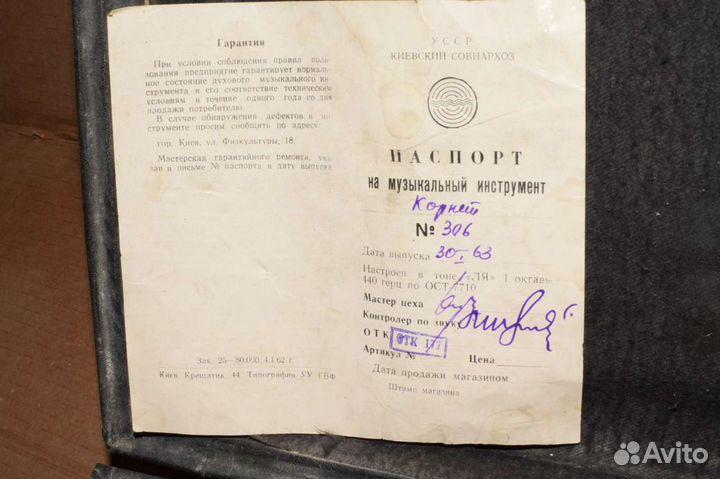 Гарантия
При условии соблюдения правил поль-
зования предприятие гарантирует нормаль-
ное состояние духового музыкального ин-
струмента и его соответствие техническим
условиям в течение одного года со дня
продажи потребителю.
В случае обнаружения дефектов в ин-
струменте просим сообщить по адресу:
гор. Киев, ул. Физкультуры, 18.
Мастерская гарантийного ремонта, ука-
зав в письме № паспорта и дату выпуска
Зак. 25—80.000. 4.I.62 г.
Киев, Крещатик, 44. Типография УУ КВФ
УССР
КИЕВСКИЙ СОВНАРХОЗ
ПАСПОРТ
на музыкальный инструмент
Корнет
№ 306
Дата выпуска 30/I 63
Настроен в тоне «ЛЯ» 1 октавы
440 герц по ОСТ-7710
Мастер цеха
Контролер по звуку
ОТК ОТК 177
Артикул № Цена
Дата продажи магазином
Штамп магазина
Avito